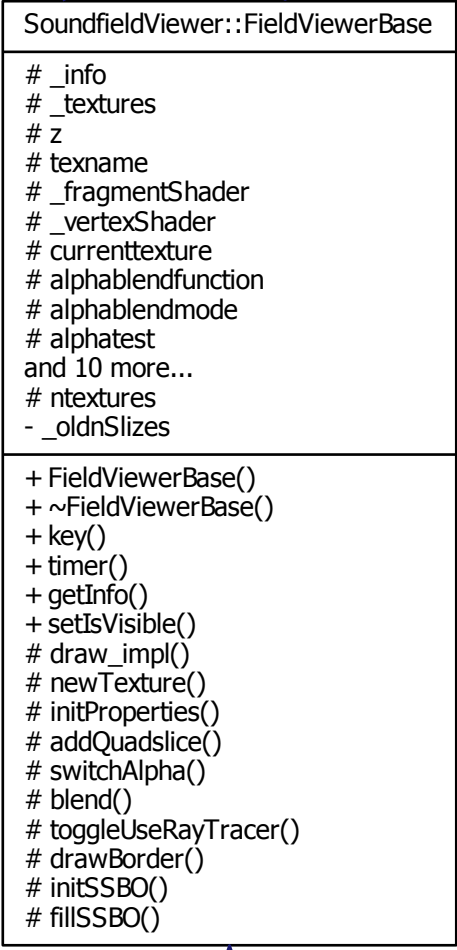 SoundfieldViewer::FieldViewerBase
# _info
# _textures
# z
# texname
# _fragmentShader
# _vertexShader
# currenttexture
# alphablendfunction
# alphablendmode
# alphatest
and 10 more...
# ntextures
- _oldnSlizes
+ FieldViewerBase()
+ ~FieldViewerBase()
+ key()
+ timer()
+ getInfo()
+ setIsVisible()
# draw_impl()
# newTexture()
# initProperties()
# addQuadslice()
# switchAlpha()
# blend()
# toggleUseRayTracer()
# drawBorder()
# initSSBO()
# fillSSBO()